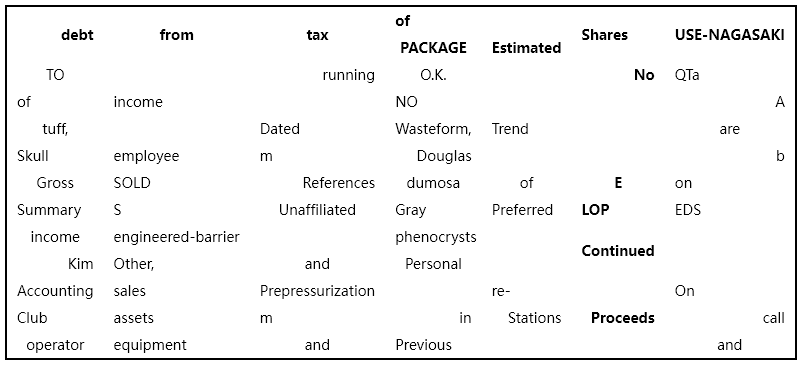 debt from tax of PACKAGE Estimated Shares USE-NAGASAKI
TO running O.K. No QTa
of income NO A
tuff, Dated Wasteform, Trend are
Skull employee m Douglas b
Gross SOLD References dumosa of E on
Summary S Unaffiliated Gray Preferred LOP EDS
income engineered-barrier phenocrysts Continued
Kim Other, and Personal
Accounting sales Prepressurization re- On
Club assets m in Stations Proceeds call
operator equipment and Previous and